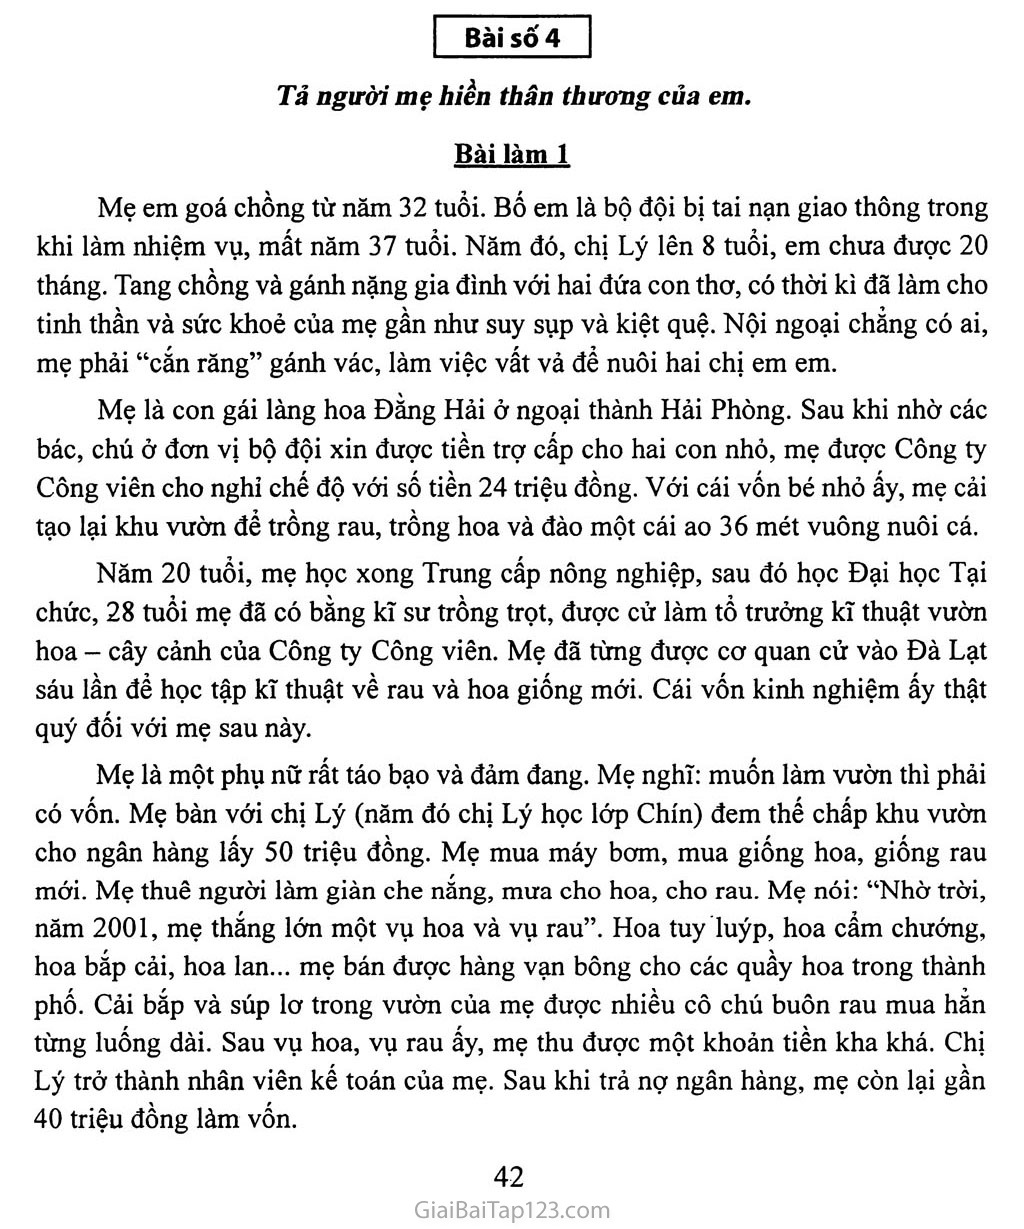 Bài số 4
Tả người mẹ hiền thân thương của em.
Bài làm 1
Mẹ em goá chồng từ năm 32 tuổi. Bố em là bộ đội bị tai nạn giao thông trong
khi làm nhiệm vụ, mất năm 37 tuổi. Năm đó, chị Lý lên 8 tuổi, em chưa được 20
tháng. Tang chồng và gánh nặng gia đình với hai đứa con thơ, có thời kì đã làm cho
tinh thần và sức khoẻ của mẹ gần như suy sụp và kiệt quệ. Nội ngoại chẳng có ai,
mẹ phải “cắn răng” gánh vác, làm việc vất vả để nuôi hai chị em em.
Mẹ là con gái làng hoa Đằng Hải ở ngoại thành Hải Phòng. Sau khi nhờ các
bác, chú ở đơn vị bộ đội xin được tiền trợ cấp cho hai con nhỏ, mẹ được Công ty
Công viên cho nghỉ chế độ với số tiền 24 triệu đồng. Với cái vốn bé nhỏ ấy, mẹ cải
tạo lại khu vườn để trồng rau, trồng hoa và đào một cái ao 36 mét vuông nuôi cá.
Năm 20 tuổi, mẹ học xong Trung cấp nông nghiệp, sau đó học Đại học Tại
chức, 28 tuổi mẹ đã có bằng kĩ sư trồng trọt, được cử làm tổ trưởng kĩ thuật vườn
hoa – cây cảnh của Công ty Công viên. Mẹ đã từng được cơ quan cử vào Đà Lạt
sáu lần để học tập kĩ thuật về rau và hoa giống mới. Cái vốn kinh nghiệm ấy thật
quý đối với mẹ sau này.
Mẹ là một phụ nữ rất táo bạo và đảm đang. Mẹ nghĩ: muốn làm vườn thì phải
có vốn. Mẹ bàn với chị Lý (năm đó chị Lý học lớp Chín) đem thế chấp khu vườn
cho ngân hàng lấy 50 triệu đồng. Mẹ mua máy bơm, mua giống hoa, giống rau
mới. Mẹ thuê người làm giàn che nắng, mưa cho hoa, cho rau. Mẹ nói: “Nhờ trời,
năm 2001, mẹ thắng lớn một vụ hoa và vụ rau”. Hoa tuy luýp, hoa cẩm chướng,
hoa bắp cải, hoa lan... mẹ bán được hàng vạn bông cho các quầy hoa trong thành
phố. Cải bắp và súp lơ trong vườn của mẹ được nhiều cô chú buôn rau mua hẳn
từng luống dài. Sau vụ hoa, vụ rau ấy, mẹ thu được một khoản tiền kha khá. Chị
Lý trở thành nhân viên kế toán của mẹ. Sau khi trả nợ ngân hàng, mẹ còn lại gần
40 triệu đồng làm vốn.
42
GiaiBaiTap123.com